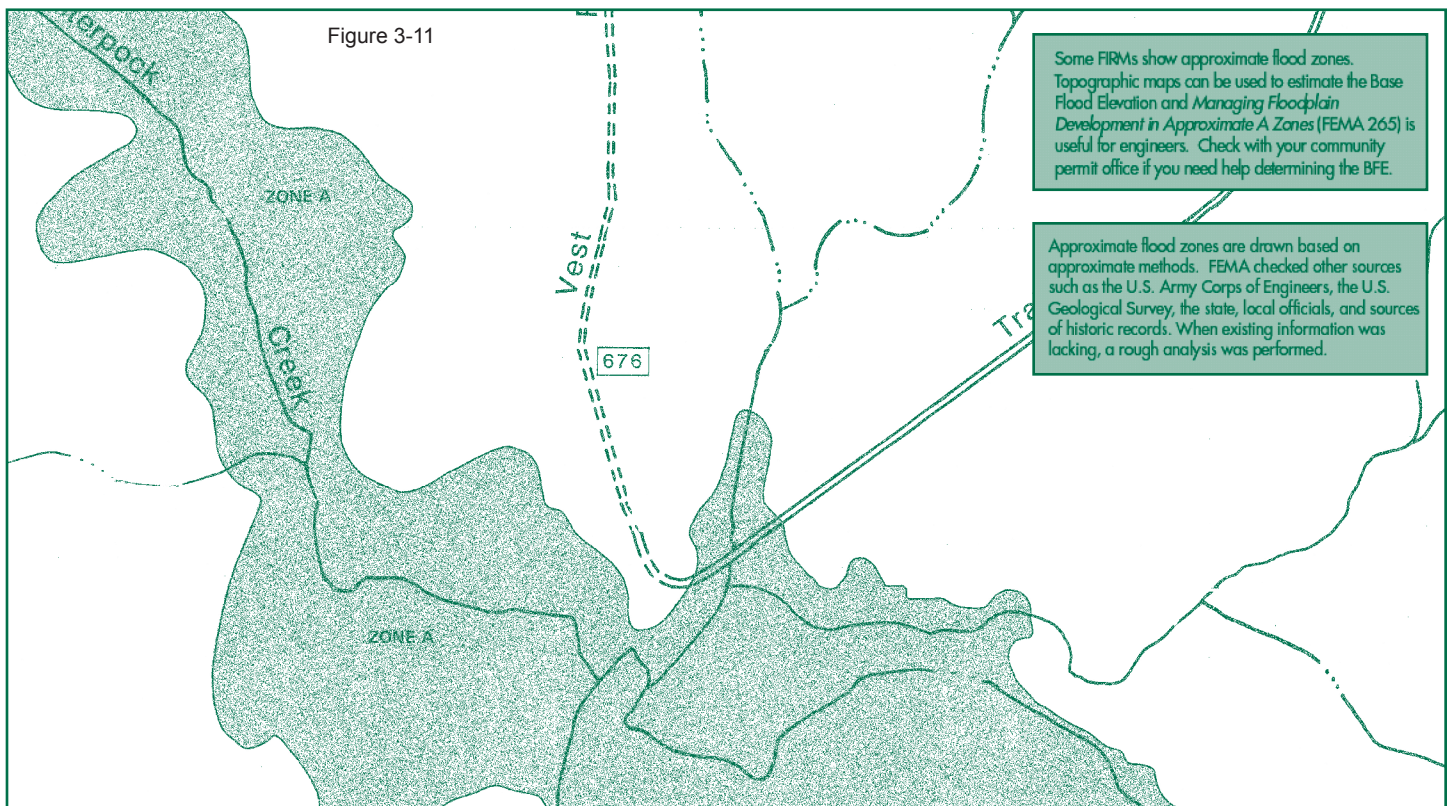 Figure 3-11
Some FIRMs show approximate flood zones.
Topographic maps can be used to estimate the Base
Flood Elevation and Managing Floodplain
Development in Approximate A Zones (FEMA 265) is
useful for engineers. Check with your community
permit office if you need help determining the BFE.
Approximate flood zones are drawn based on
approximate methods. FEMA checked other sources
such as the U.S. Army Corps of Engineers, the U.S.
Geological Survey, the state, local officials, and sources
of historic records. When existing information was
lacking, a rough analysis was performed.
terpock
Creek
ZONE A
Vest
676
Tra
ZONE A